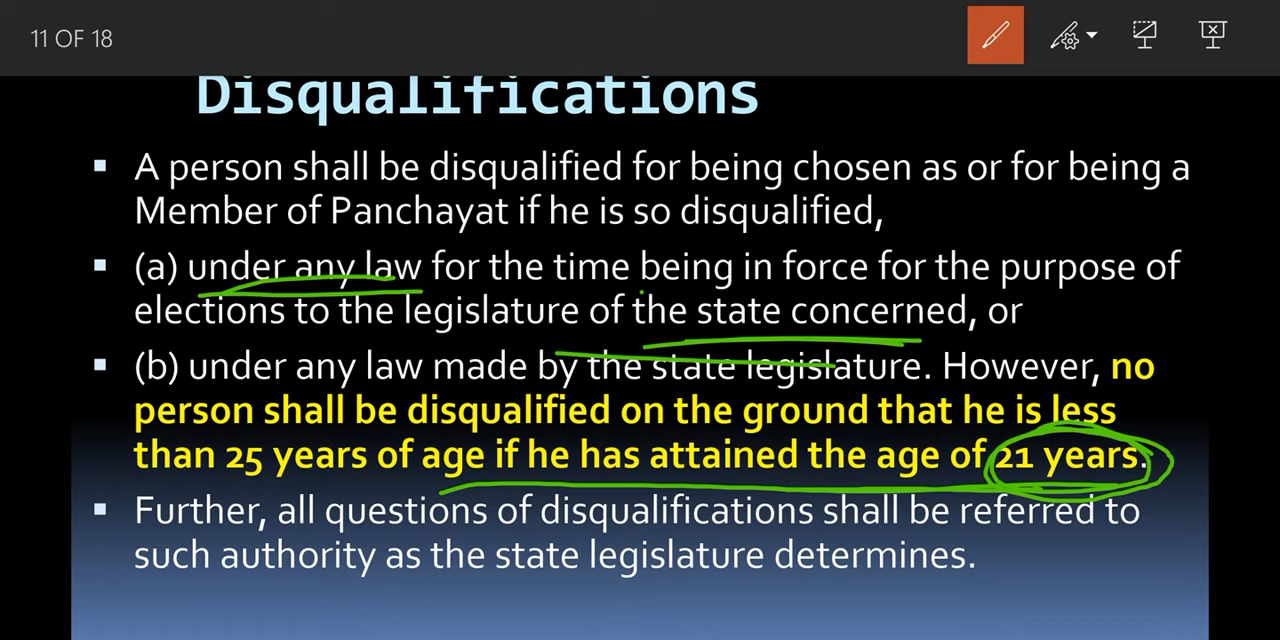 11 OF 18
Disqualifications
▪ A person shall be disqualified for being chosen as or for being a
Member of Panchayat if he is so disqualified,
▪ (a) under any law for the time being in force for the purpose of
elections to the legislature of the state concerned, or
▪ (b) under any law made by the state legislature. However, no
person shall be disqualified on the ground that he is less
than 25 years of age if he has attained the age of 21 years.
▪ Further, all questions of disqualifications shall be referred to
such authority as the state legislature determines.